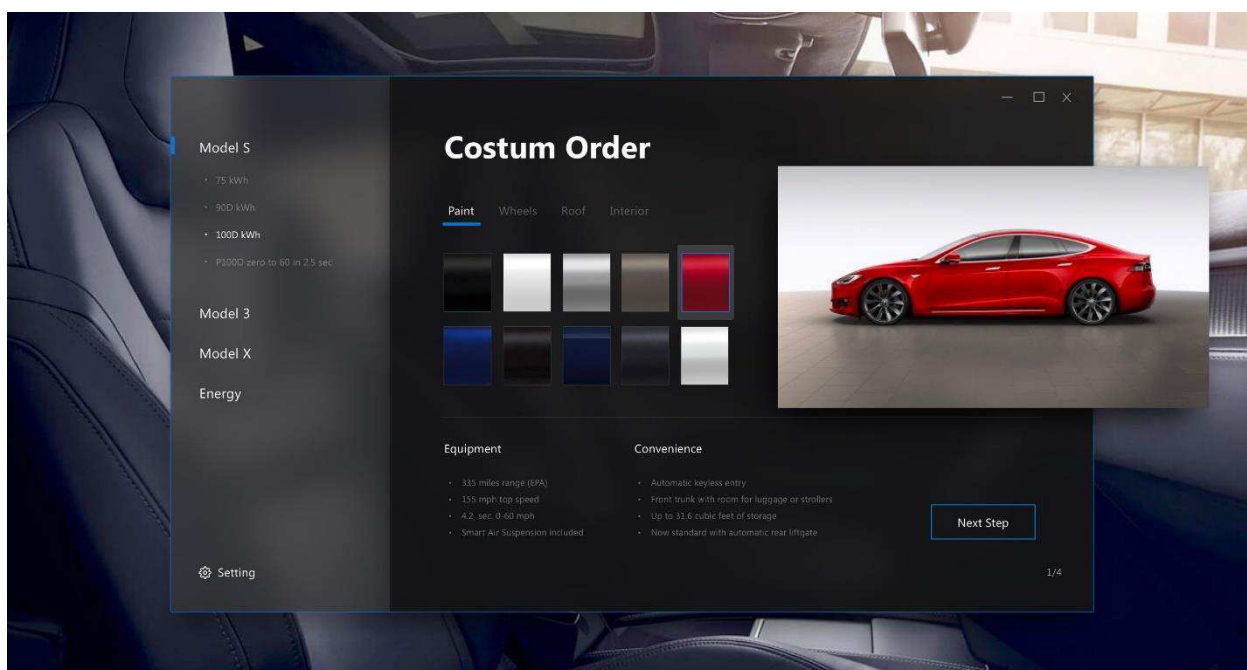 Model S
• 75 kWh
• 90D kWh
• 100D kWh
• P100D zero to 60 in 2.5 sec
Model 3
Model X
Energy
Setting
Costum Order
Paint Wheels Roof Interior
Equipment
• 335 miles range (EPA)
• 155 mph top speed
• 4.2 sec. 0-60 mph
• Smart Air Suspension included
Convenience
• Automatic keyless entry
• Front trunk with room for luggage or strollers
• Up to 31.6 cubic feet of storage
• Now standard with automatic rear liftgate
Next Step
1/4